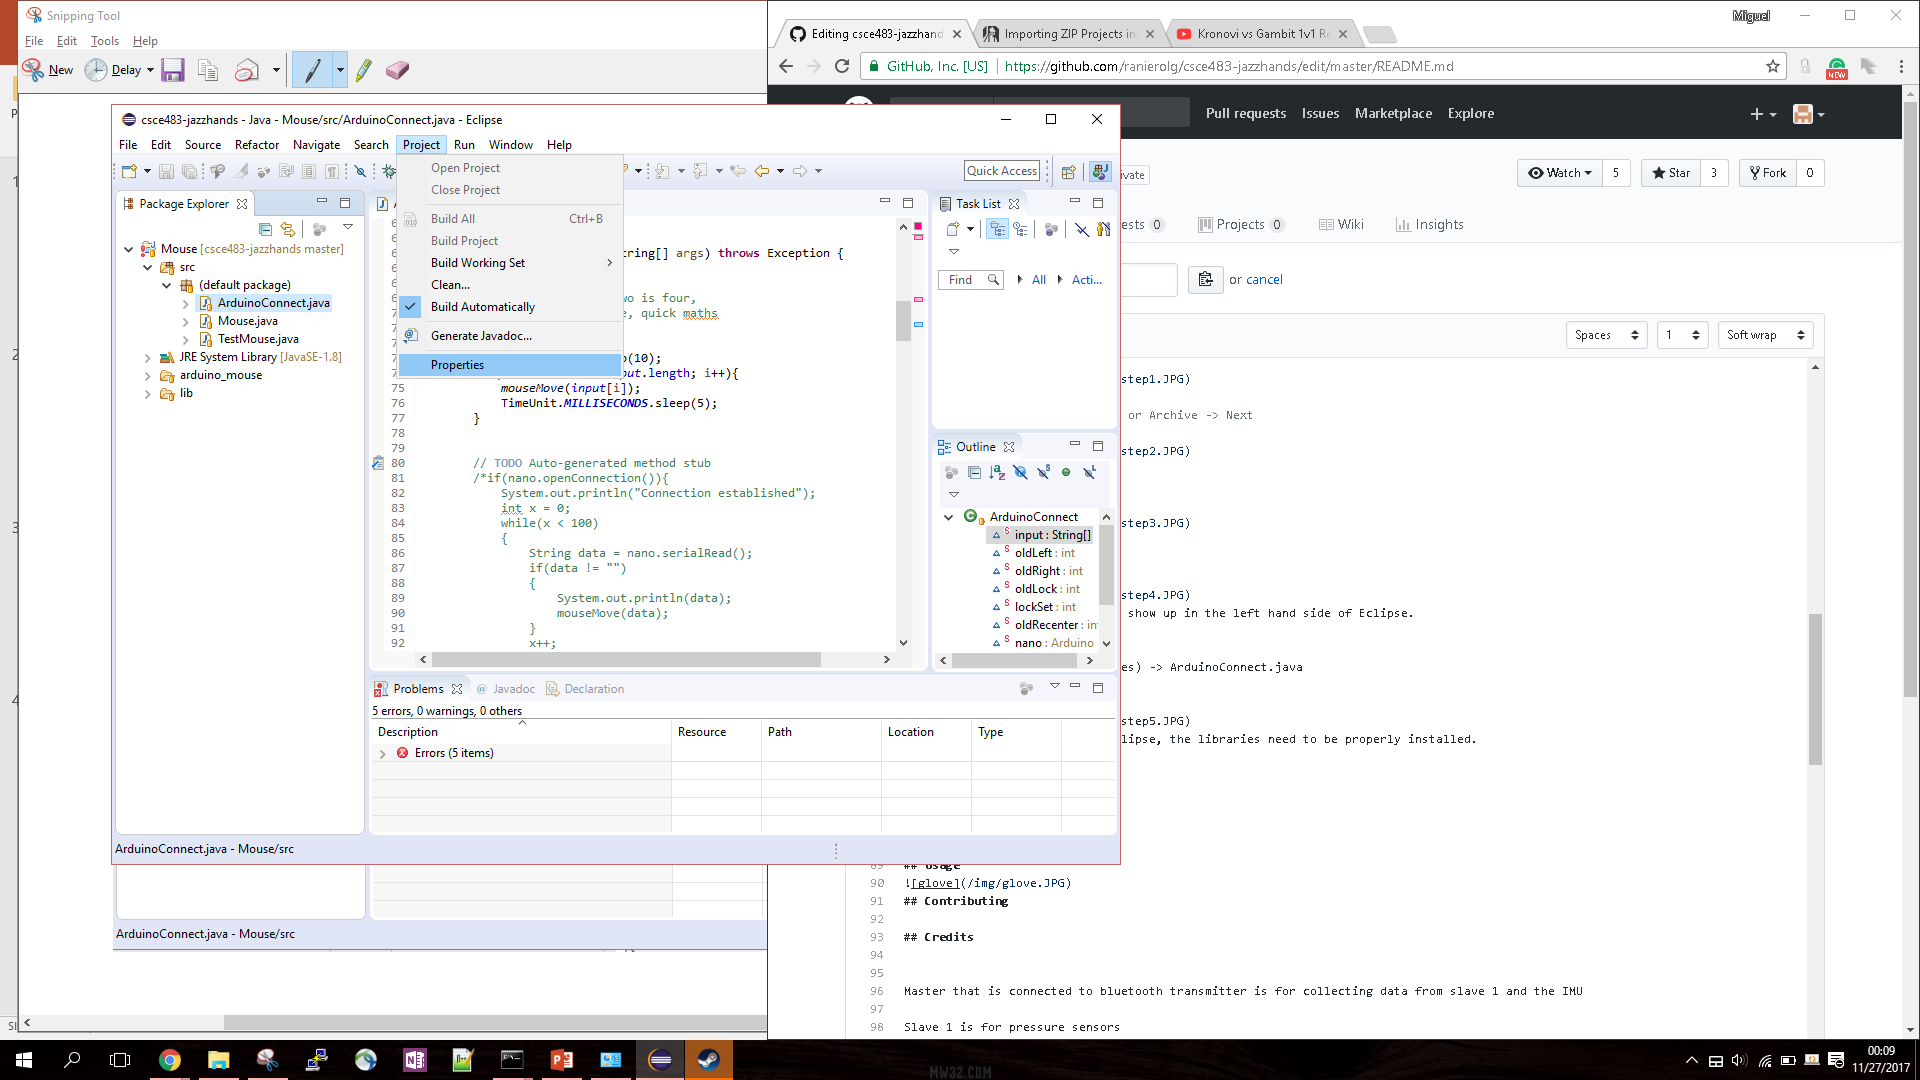 Snipping Tool
File Edit Tools Help
New Delay
csce483-jazzhands - Java - Mouse/src/ArduinoConnect.java - Eclipse
File Edit Source Refactor Navigate Search Project Run Window Help
Quick Access
Package Explorer
Mouse [csce483-jazzhands master]
src
(default package)
ArduinoConnect.java
Mouse.java
TestMouse.java
JRE System Library [JavaSE-1.8]
arduino_mouse
lib
Open Project
Close Project
Build All Ctrl+B
Build Project
Build Working Set
Clean...
Build Automatically
Generate Javadoc...
Properties
ring[] args) throws Exception {
wo is four,
e, quick maths
(10);
put.length; i++){
75 mouseMove(input[i]);
76 TimeUnit.MILLISECONDS.sleep(5);
77 }
78
79
80 // TODO Auto-generated method stub
81 /*if(nano.openConnection()){
82 System.out.println("Connection established");
83 int x = 0;
84 while(x < 100)
85 {
86 String data = nano.serialRead();
87 if(data != "")
88 {
89 System.out.println(data);
90 mouseMove(data);
91 }
92 x++;
Task List
Find All Acti...
Outline
ArduinoConnect
input : String[]
oldLeft : int
oldRight : int
oldLock : int
lockSet : int
oldRecenter : int
nano : Arduino
Problems @ Javadoc Declaration
5 errors, 0 warnings, 0 others
Description Resource Path Location Type
Errors (5 items)
ArduinoConnect.java - Mouse/src
ArduinoConnect.java - Mouse/src
Miguel
Editing csce483-jazzhand
Importing ZIP Projects in
Kronovi vs Gambit 1v1 Re
GitHub, Inc. [US] https://github.com/ranierolg/csce483-jazzhands/edit/master/README.md
NEW
Pull requests Issues Marketplace Explore
ivate
Watch 5 Star 3 Fork 0
ests 0 Projects 0 Wiki Insights
or cancel
Spaces 1 Soft wrap
step1.JPG)
or Archive -> Next
step2.JPG)
step3.JPG)
step4.JPG)
show up in the left hand side of Eclipse.
es) -> ArduinoConnect.java
step5.JPG)
lipse, the libraries need to be properly installed.
89 ## Usage
90 ![glove](/img/glove.JPG)
91 ## Contributing
92
93 ## Credits
94
95
96 Master that is connected to bluetooth transmitter is for collecting data from slave 1 and the IMU
97
98 Slave 1 is for pressure sensors
00:09
11/27/2017
MW32.COM